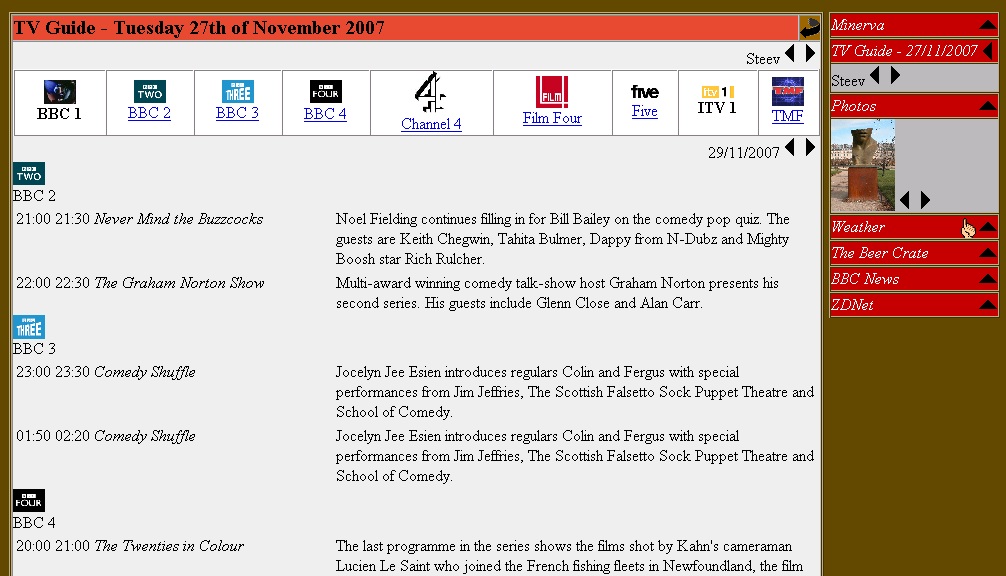 TV Guide - Tuesday 27th of November 2007
Steev
BBC 1
BBC TWO
BBC 2
THREE
BBC 3
BBC FOUR
BBC 4
4
Channel 4
FILM
Film Four
five
Five
itv 1
ITV 1
TMF
TMF
29/11/2007
BBC TWO
BBC 2
21:00 21:30 Never Mind the Buzzcocks
Noel Fielding continues filling in for Bill Bailey on the comedy pop quiz. The
guests are Keith Chegwin, Tahita Bulmer, Dappy from N-Dubz and Mighty
Boosh star Rich Rulcher.
22:00 22:30 The Graham Norton Show
Multi-award winning comedy talk-show host Graham Norton presents his
second series. His guests include Glenn Close and Alan Carr.
THREE
BBC 3
23:00 23:30 Comedy Shuffle
Jocelyn Jee Esien introduces regulars Colin and Fergus with special
performances from Jim Jeffries, The Scottish Falsetto Sock Puppet Theatre and
School of Comedy.
01:50 02:20 Comedy Shuffle
Jocelyn Jee Esien introduces regulars Colin and Fergus with special
performances from Jim Jeffries, The Scottish Falsetto Sock Puppet Theatre and
School of Comedy.
BBC FOUR
BBC 4
20:00 21:00 The Twenties in Colour
The last programme in the series shows the films shot by Kahn's cameraman
Lucien Le Saint who joined the French fishing fleets in Newfoundland, the film
Minerva
TV Guide - 27/11/2007
Steev
Photos
Weather
The Beer Crate
BBC News
ZDNet